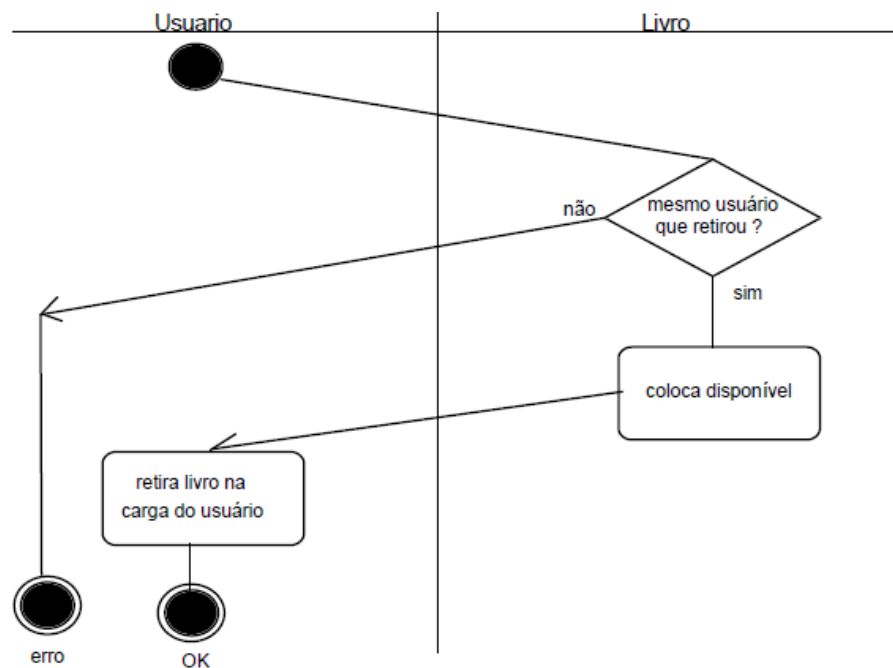 Usuario
Livro
mesmo usuário
que retirou ?
não
sim
coloca disponível
retira livro na
carga do usuário
erro
OK